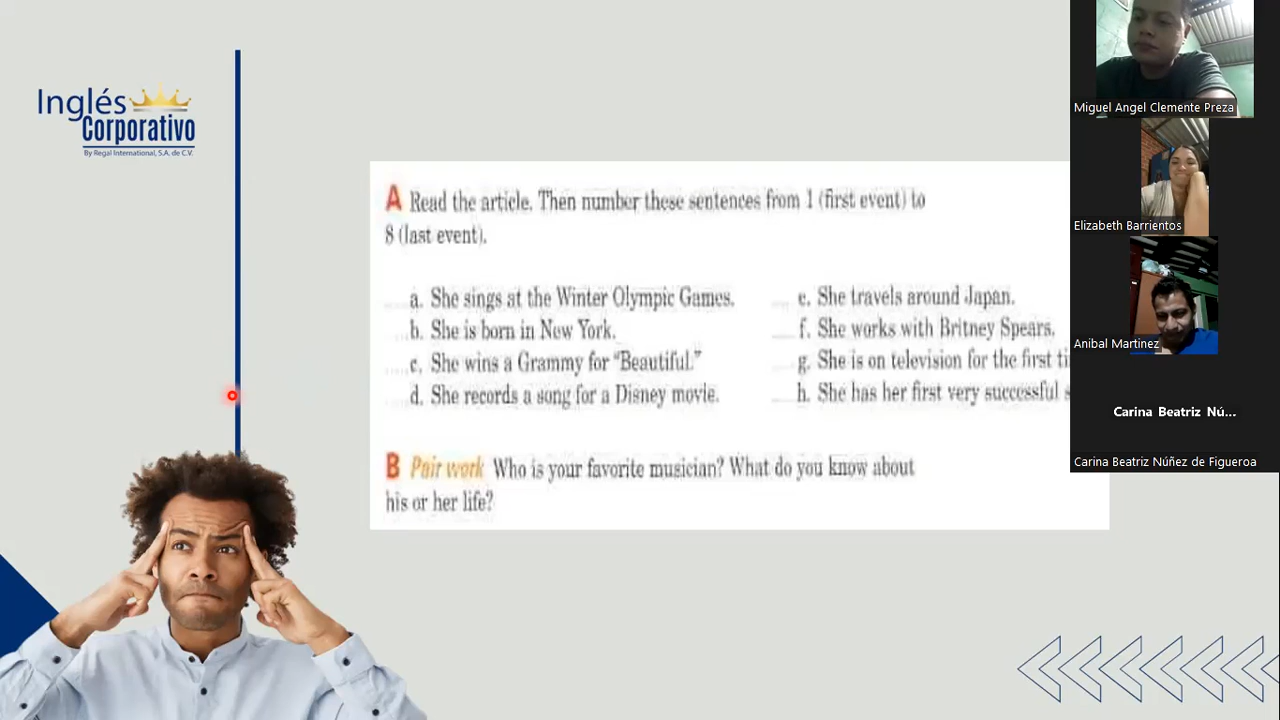 Inglés
Corporativo
By Regal International, S.A. de C.V.
A Read the article. Then number these sentences from 1 (first event) to
8 (last event).
a. She sings at the Winter Olympic Games.
b. She is born in New York.
c. She wins a Grammy for "Beautiful."
d. She records a song for a Disney movie.
e. She travels around Japan.
f. She works with Britney Spears.
g. She is on television for the first ti
h. She has her first very successful s
B Pair work Who is your favorite musician? What do you know about
his or her life?
Miguel Angel Clemente Preza
Elizabeth Barrientos
Anibal Martinez
Carina Beatriz Nú...
Carina Beatriz Núñez de Figueroa